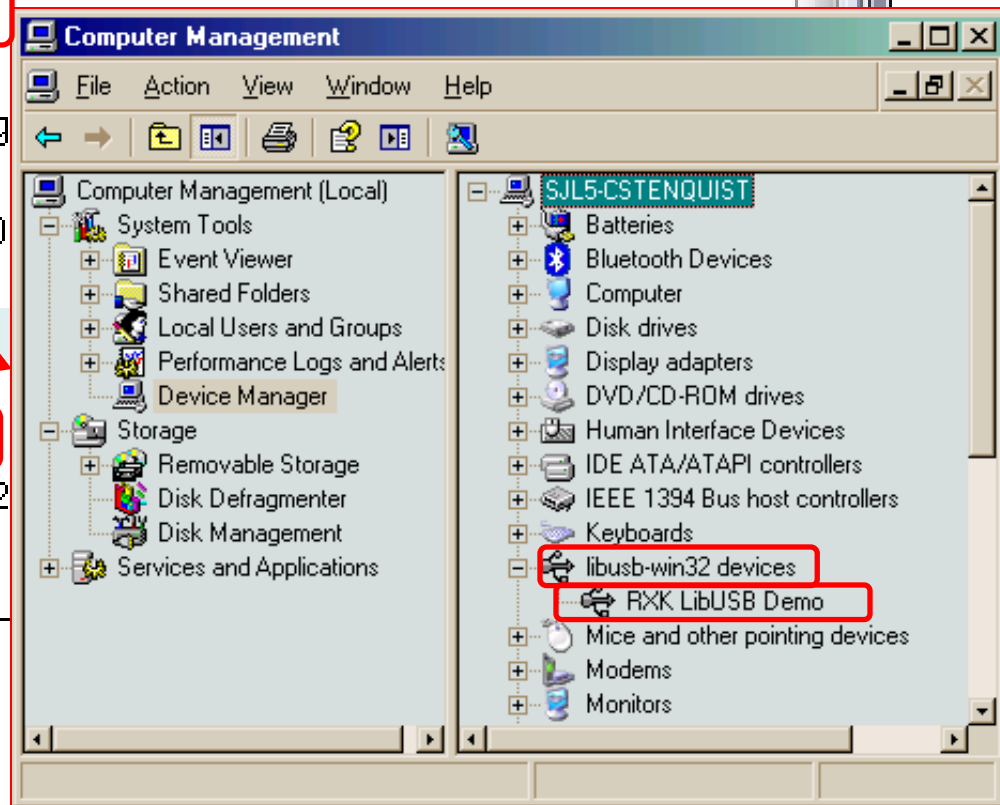 Computer Management
File Action View Window Help
Computer Management (Local)
System Tools
Event Viewer
Shared Folders
Local Users and Groups
Performance Logs and Alerts
Device Manager
Storage
Removable Storage
Disk Defragmenter
Disk Management
Services and Applications
SJL5-CSTENQUIST
Batteries
Bluetooth Devices
Computer
Disk drives
Display adapters
DVD/CD-ROM drives
Human Interface Devices
IDE ATA/ATAPI controllers
IEEE 1394 Bus host controllers
Keyboards
libusb-win32 devices
RXK LibUSB Demo
Mice and other pointing devices
Modems
Monitors